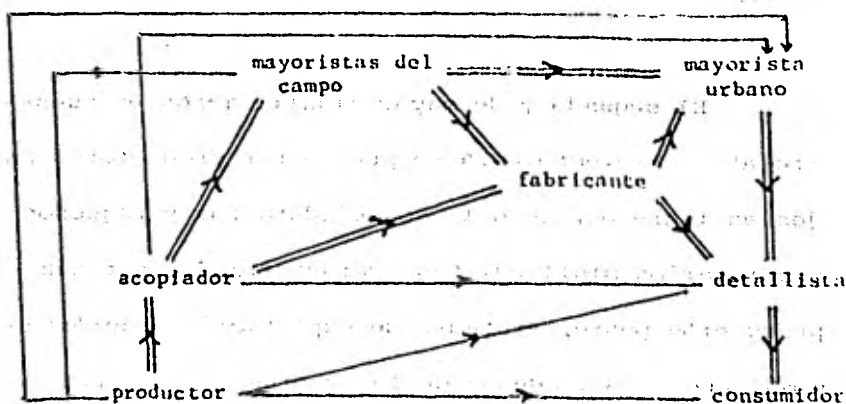 mayoristas del
campo
mayorista
urbano
fabricante
acopiador
detallista
productor
consumidor